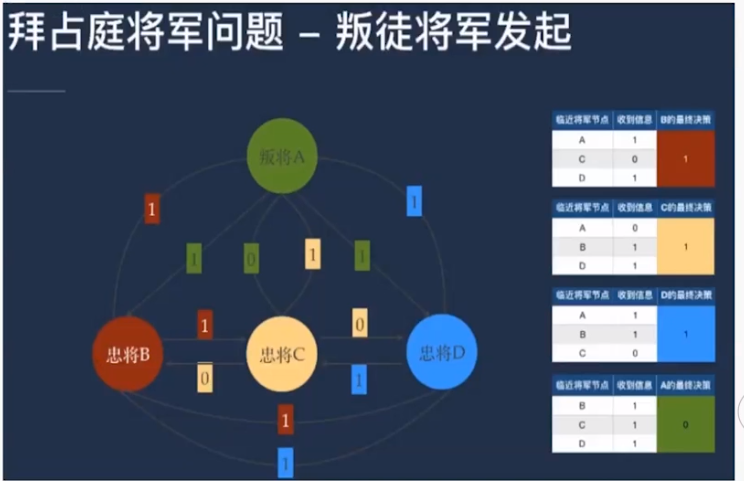 拜占庭将军问题 – 叛徒将军发起
叛将A
1
1
1
0
1
1
忠将B
1
0
忠将C
0
1
忠将D
1
1
临近将军节点 收到信息 B的最终决策
A 1
C 0 1
D 1
临近将军节点 收到信息 C的最终决策
A 0
B 1 1
D 1
临近将军节点 收到信息 D的最终决策
A 1
B 1 1
C 0
临近将军节点 收到信息 A的最终决策
B 1
C 1 0
D 1